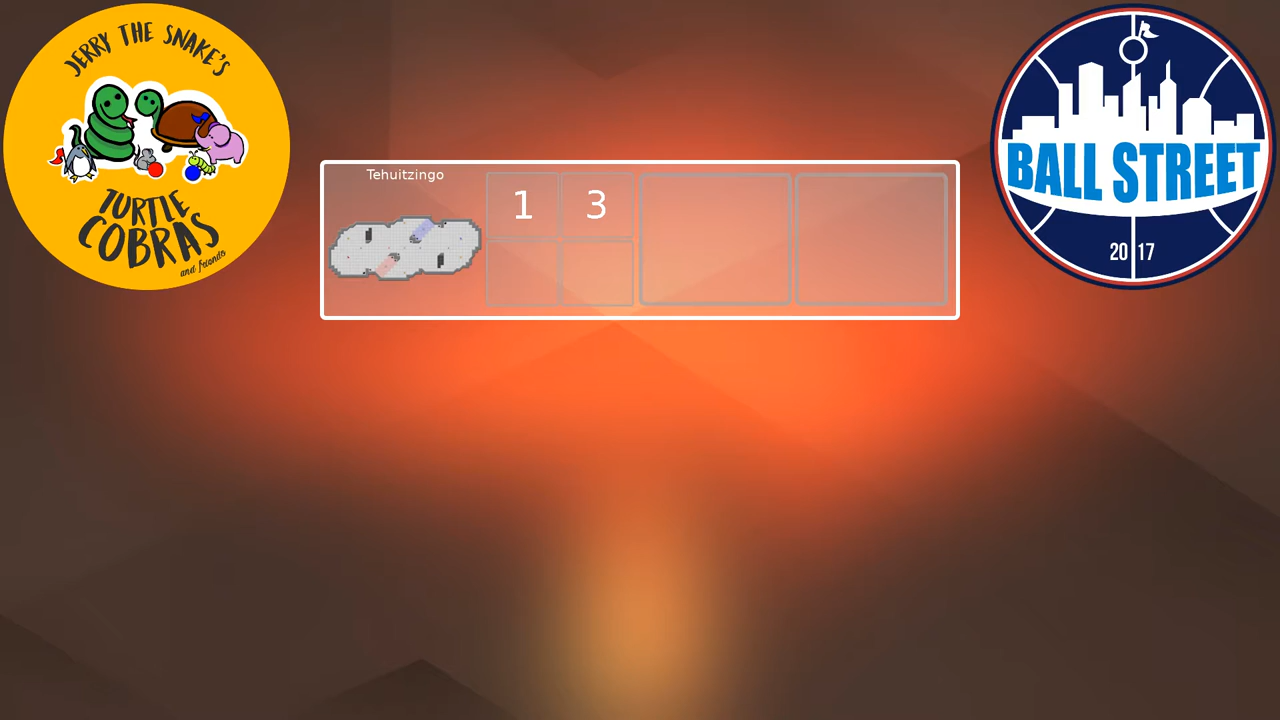 JERRY THE SNAKE'S
TURTLE
COBRAS
and friends
Tehuitzingo
1 3
BALL STREET
20 17